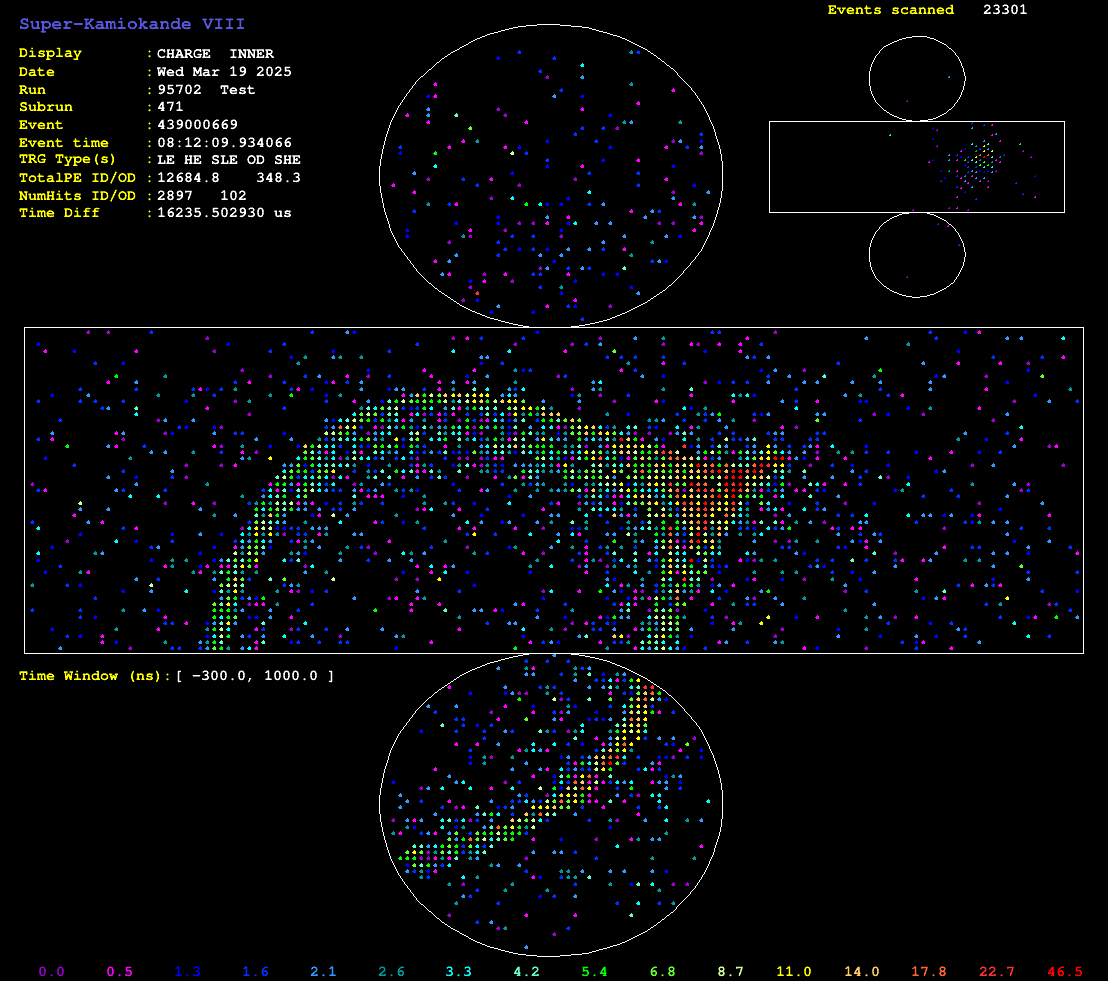 Super-Kamiokande VIII
Events scanned 23301
Display : CHARGE INNER
Date : Wed Mar 19 2025
Run : 95702 Test
Subrun : 471
Event : 439000669
Event time : 08:12:09.934066
TRG Type(s) : LE HE SLE OD SHE
TotalPE ID/OD : 12684.8 348.3
NumHits ID/OD : 2897 102
Time Diff : 16235.502930 us
Time Window (ns): [ -300.0, 1000.0 ]
0.0 0.5 1.3 1.6 2.1 2.6 3.3 4.2 5.4 6.8 8.7 11.0 14.0 17.8 22.7 46.5